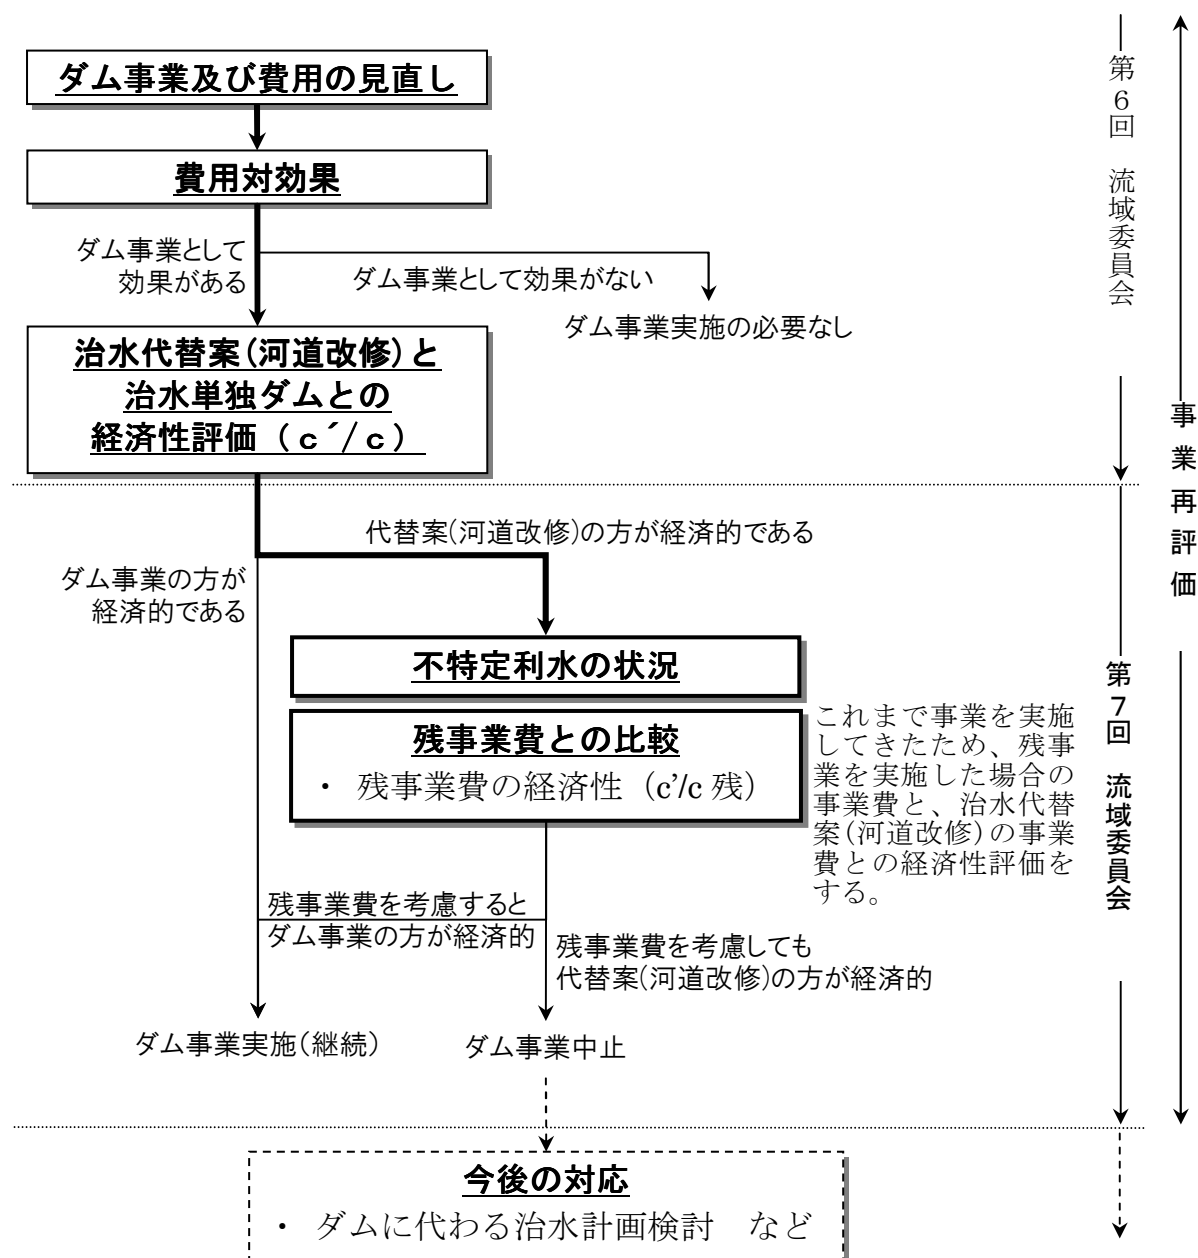 ダム事業及び費用の見直し
費用対効果
ダム事業として
効果がある
ダム事業として効果がない
ダム事業実施の必要なし
治水代替案(河道改修)と
治水単独ダムとの
経済性評価（ｃ´/ｃ）
代替案(河道改修)の方が経済的である
ダム事業の方が
経済的である
不特定利水の状況
残事業費との比較
・ 残事業費の経済性（c’/c 残）
これまで事業を実施
してきたため、残事
業を実施した場合の
事業費と、治水代替
案(河道改修)の事業
費との経済性評価を
する。
残事業費を考慮すると
ダム事業の方が経済的
残事業費を考慮しても
代替案(河道改修)の方が経済的
ダム事業実施(継続)
ダム事業中止
今後の対応
・ ダムに代わる治水計画検討　など
第６回　流域委員会
第７回　流域委員会
事業再評価